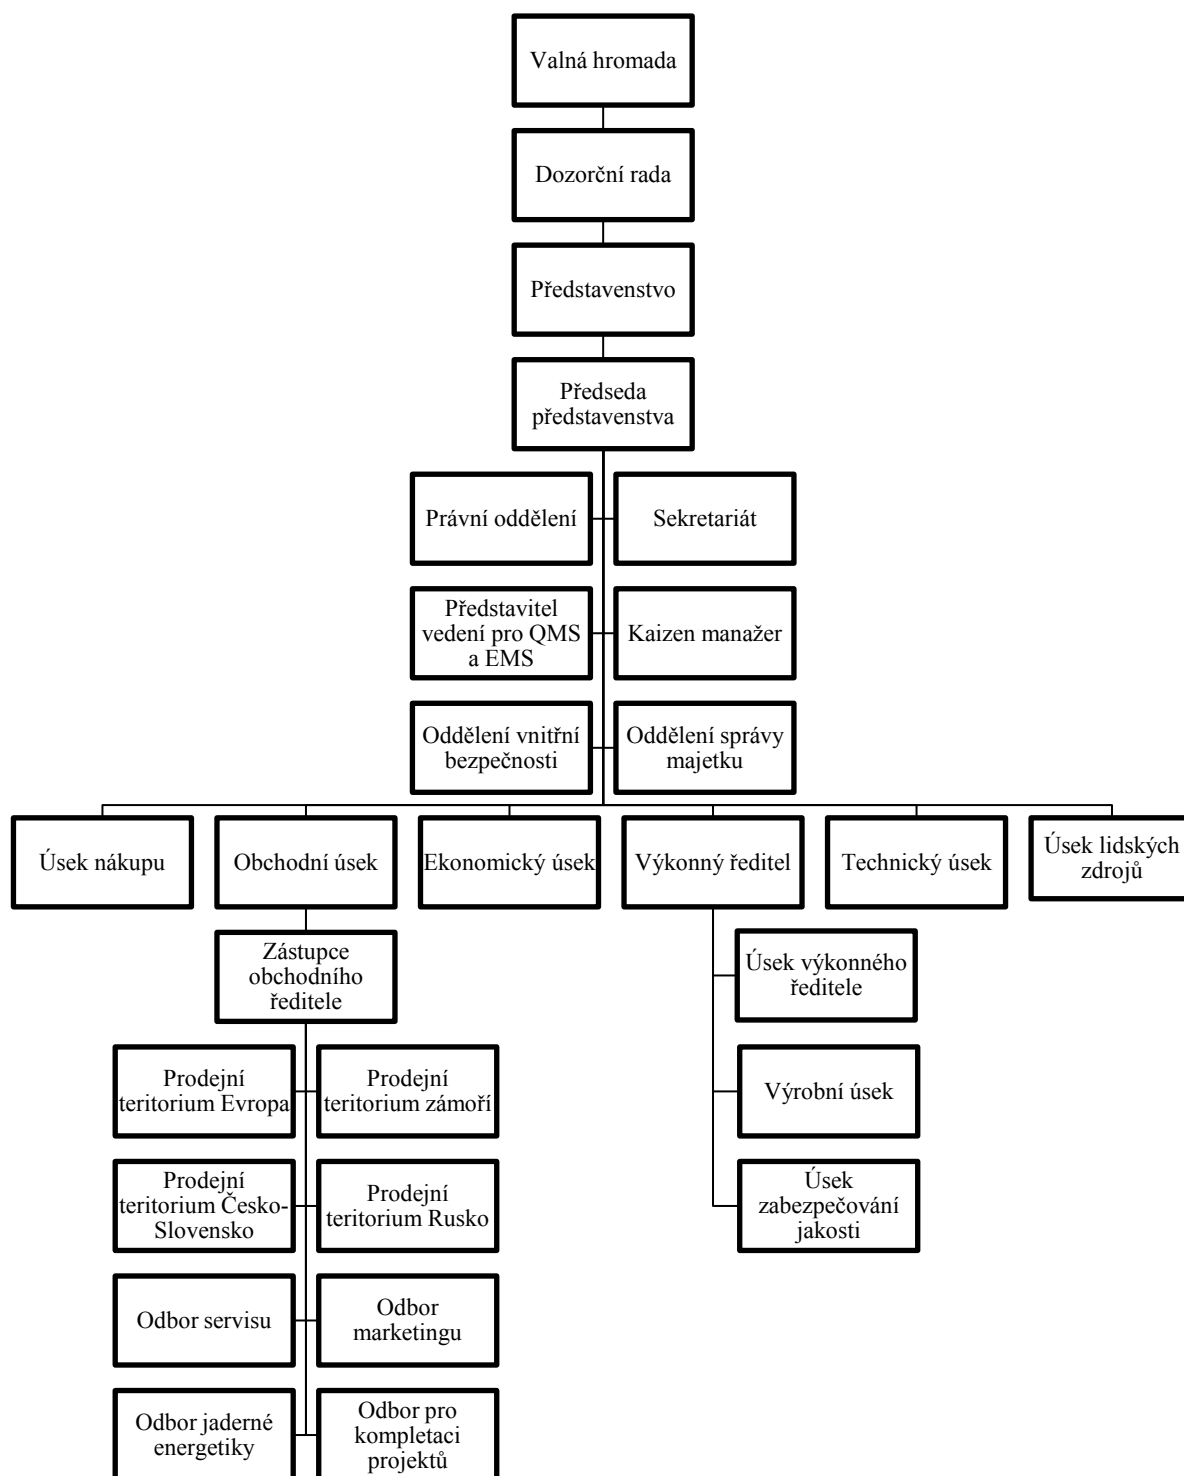 Valná hromada
Dozorční rada
Představenstvo
Předseda
představenstva
Právní oddělení
Sekretariát
Představitel
vedení pro QMS
a EMS
Kaizen manažer
Oddělení vnitřní
bezpečnosti
Oddělení správy
majetku
Úsek nákupu
Obchodní úsek
Ekonomický úsek
Výkonný ředitel
Technický úsek
Úsek lidských
zdrojů
Zástupce
obchodního
ředitele
Úsek výkonného
ředitele
Prodejní
teritorium Evropa
Prodejní
teritorium zámoří
Výrobní úsek
Prodejní
teritorium Česko-
Slovensko
Prodejní
teritorium Rusko
Úsek
zabezpečování
jakosti
Odbor servisu
Odbor
marketingu
Odbor jaderné
energetiky
Odbor pro
kompletaci
projektů